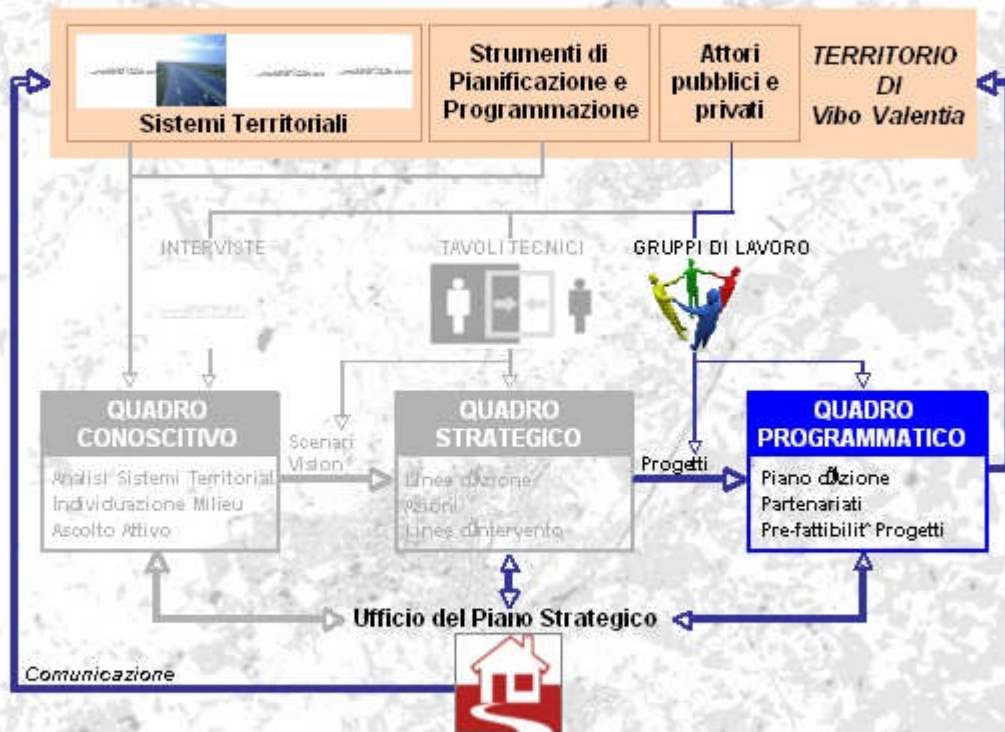 Sistemi Territoriali
Strumenti di
Pianificazione e
Programmazione
Attori
pubblici e
privati
TERRITORIO
DI
Vibo Valentia
INTERVISTE
TAVOLI TECNICI
GRUPPI DI LAVORO
QUADRO
CONOSCITIVO
Analisi Sistemi Territorial
Individuazione Milieu
Ascolto Attivo
Scenari
Vision
QUADRO
STRATEGICO
Linee d'azione
Azioni
Linee d'intervento
Progetti
QUADRO
PROGRAMMATICO
Piano d'azione
Partenariati
Pre-fattibilit^ Progetti
Ufficio del Piano Strategico
Comunicazione